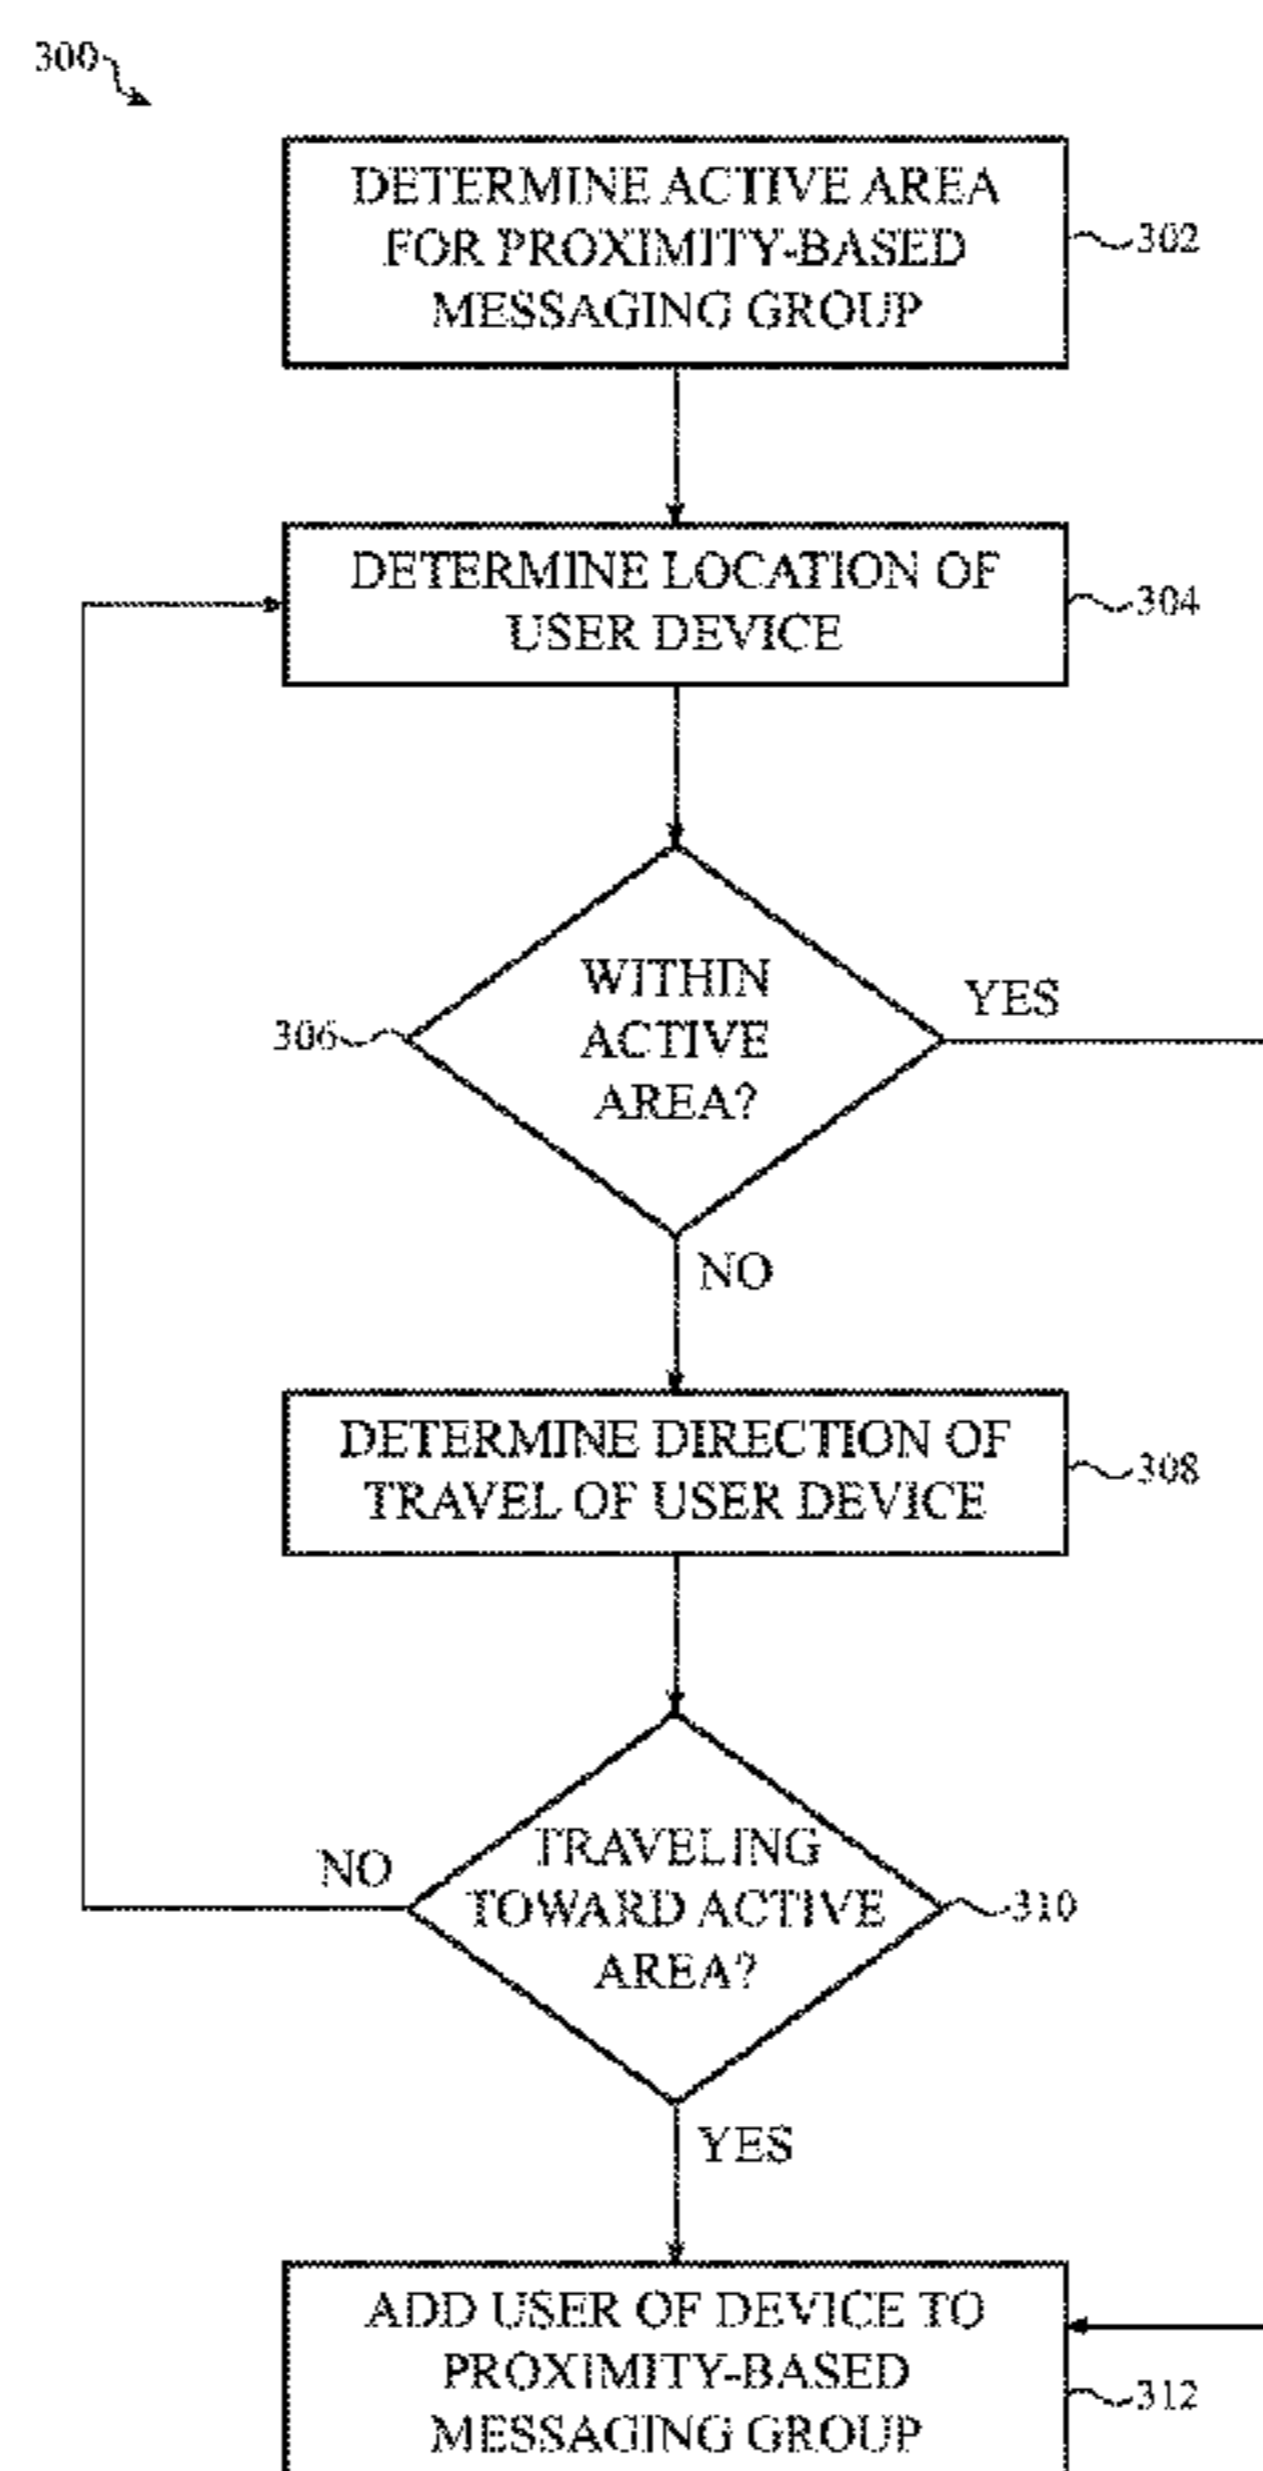 300
DETERMINE ACTIVE AREA
FOR PROXIMITY-BASED
MESSAGING GROUP
302
DETERMINE LOCATION OF
USER DEVICE
304
WITHIN
ACTIVE
AREA?
306
YES
NO
DETERMINE DIRECTION OF
TRAVEL OF USER DEVICE
308
TRAVELING
TOWARD ACTIVE
AREA?
310
NO
YES
ADD USER OF DEVICE TO
PROXIMITY-BASED
MESSAGING GROUP
312